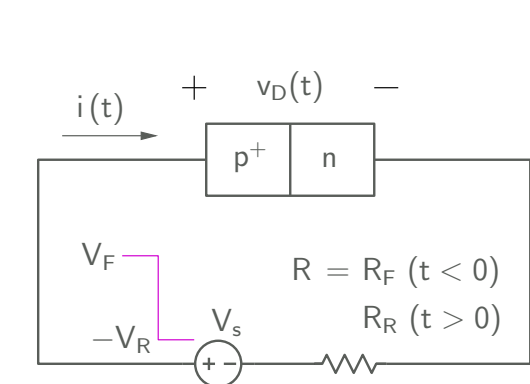 + v_D(t) −
i(t)
p⁺ n
V_F
R = R_F (t < 0)
R_R (t > 0)
−V_R
V_s
+ −